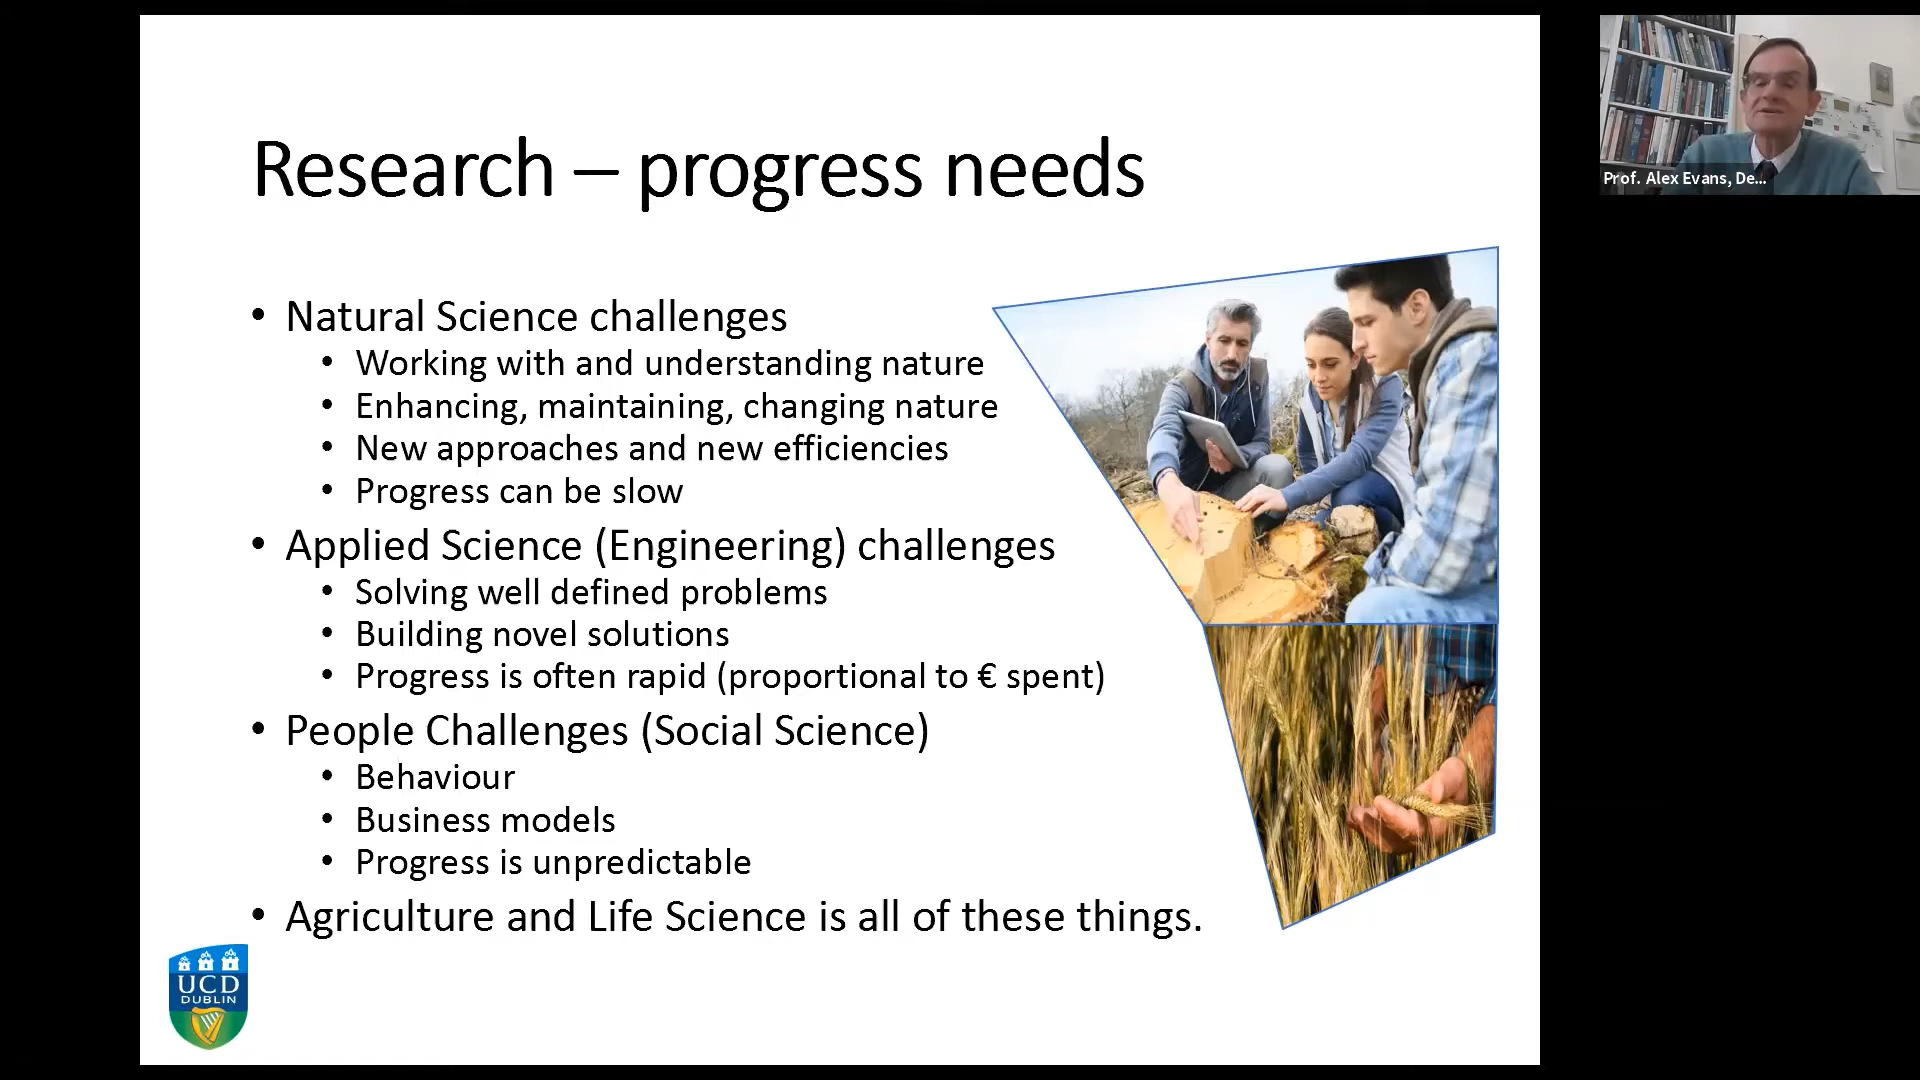 Research – progress needs
• Natural Science challenges
• Working with and understanding nature
• Enhancing, maintaining, changing nature
• New approaches and new efficiencies
• Progress can be slow
• Applied Science (Engineering) challenges
• Solving well defined problems
• Building novel solutions
• Progress is often rapid (proportional to € spent)
• People Challenges (Social Science)
• Behaviour
• Business models
• Progress is unpredictable
• Agriculture and Life Science is all of these things.
UCD
DUBLIN
Prof. Alex Evans, De...